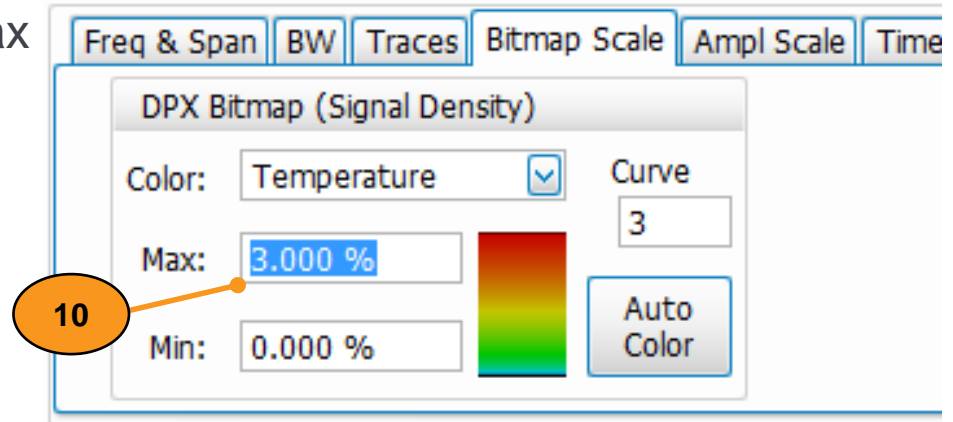 ax
Freq & Span BW Traces Bitmap Scale Ampl Scale Time
DPX Bitmap (Signal Density)
Color: Temperature Curve
3
Max: 3.000 %
10
Auto
Color
Min: 0.000 %